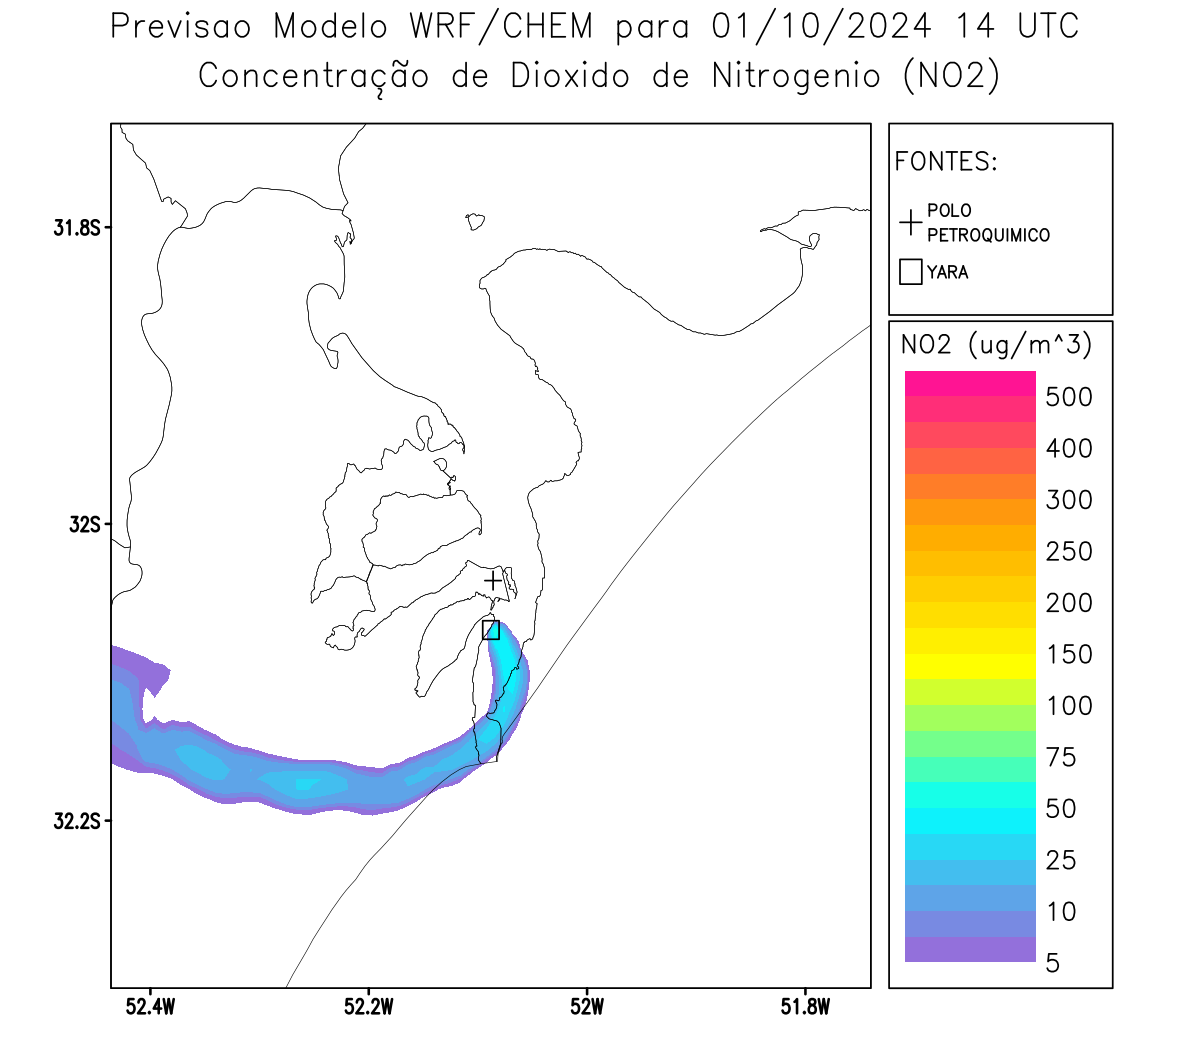 Previsao Modelo WRF/CHEM para 01/10/2024 14 UTC
Concentração de Dioxido de Nitrogenio (NO2)
FONTES:
POLO
PETROQUIMICO
YARA
NO2 (ug/m^3)
500
400
300
250
200
150
100
75
50
25
10
5
31.8S
32S
32.2S
52.4W
52.2W
52W
51.8W